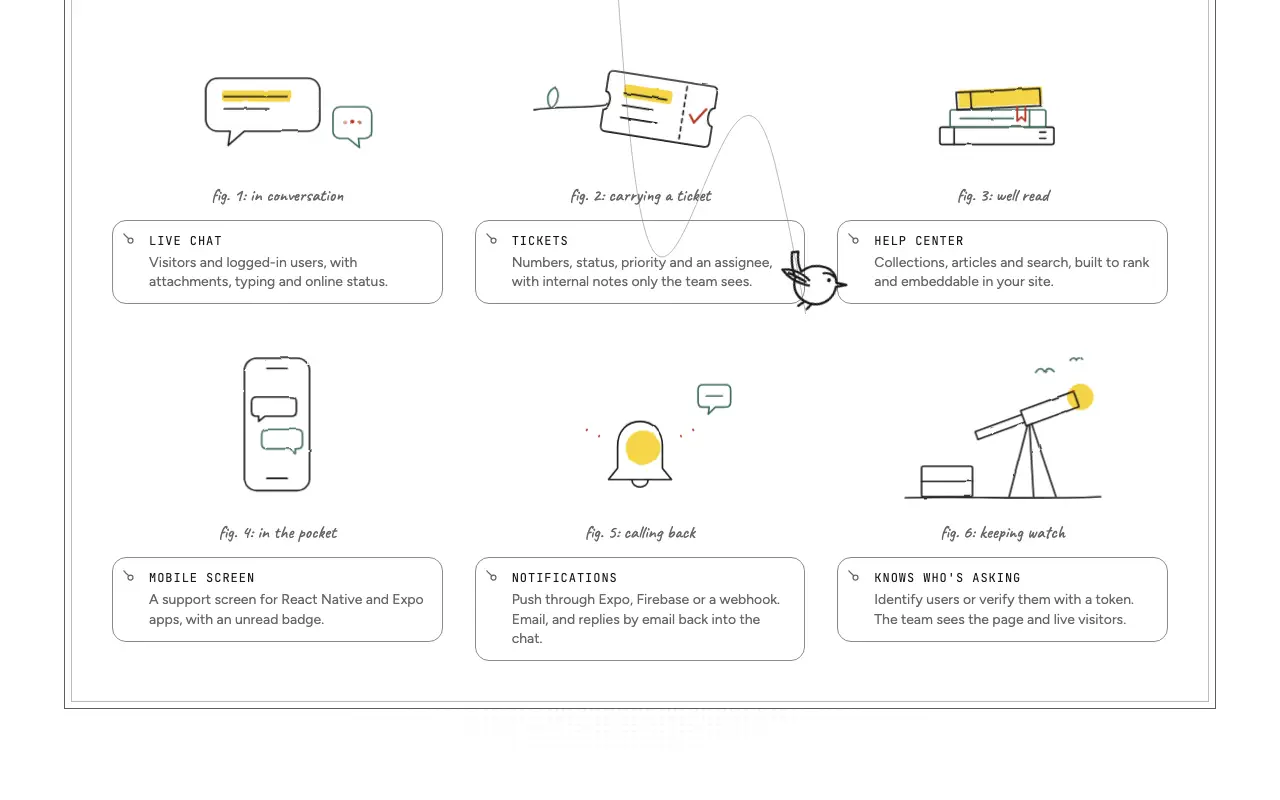 fig. 1: in conversation
fig. 2: carrying a ticket
fig. 3: well read
LIVE CHAT
Visitors and logged-in users, with
attachments, typing and online status.
TICKETS
Numbers, status, priority and an assignee,
with internal notes only the team sees.
HELP CENTER
Collections, articles and search, built to rank
and embeddable in your site.
fig. 4: in the pocket
fig. 5: calling back
fig. 6: keeping watch
MOBILE SCREEN
A support screen for React Native and Expo
apps, with an unread badge.
NOTIFICATIONS
Push through Expo, Firebase or a webhook.
Email, and replies by email back into the
chat.
KNOWS WHO'S ASKING
Identify users or verify them with a token.
The team sees the page and live visitors.